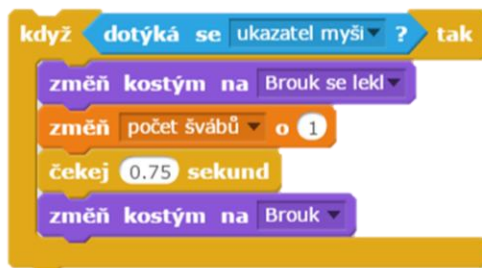 když dotýká se ukazatel myši ? tak
změň kostým na Brouk se lekl
změň počet švábů o 1
čekej 0.75 sekund
změň kostým na Brouk